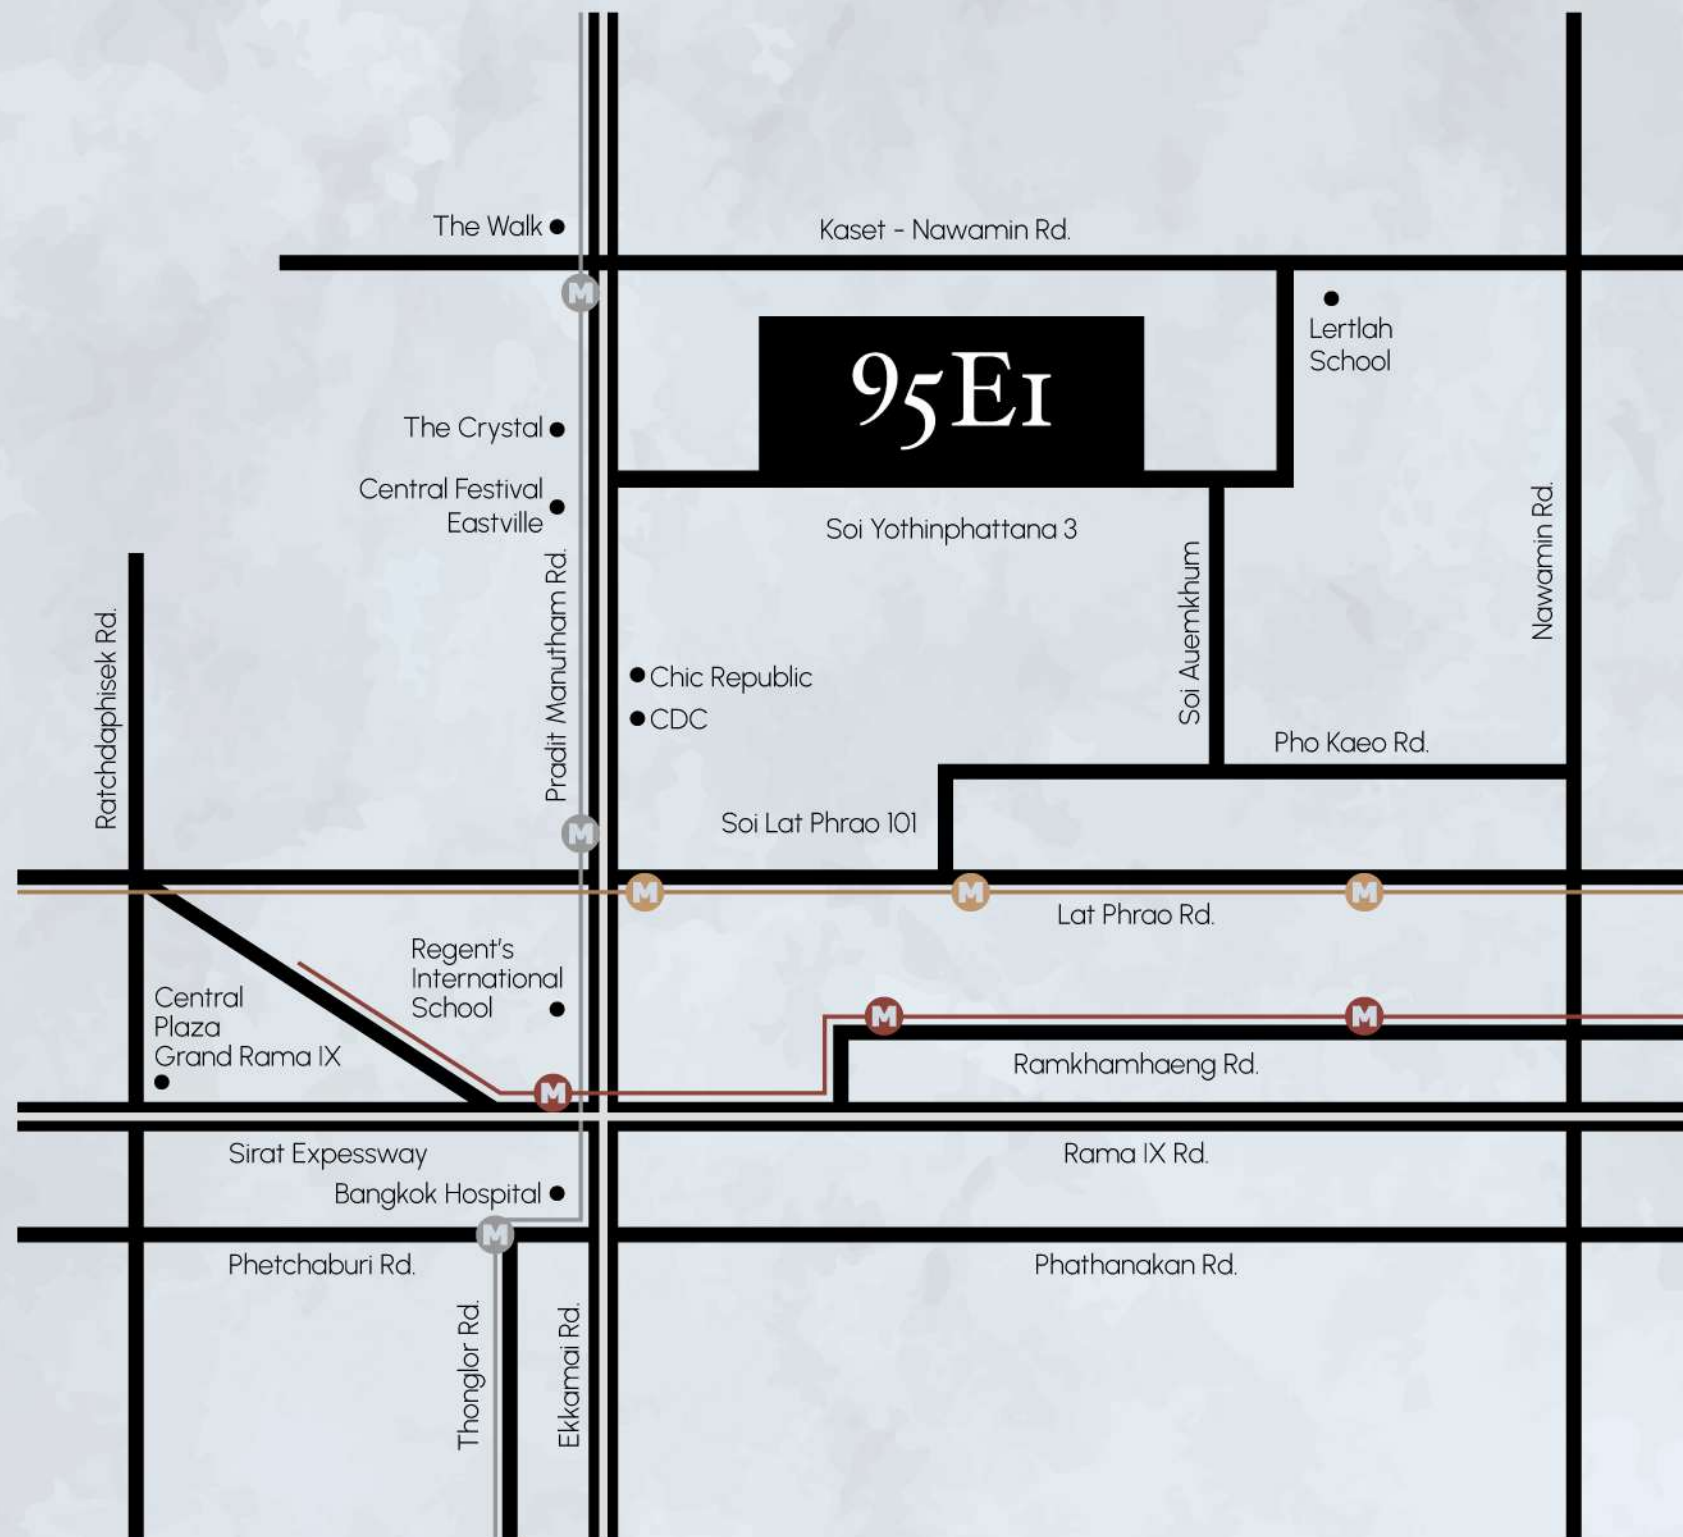 The Walk
Kaset - Nawamin Rd.
M
95E1
Lertlah
School
The Crystal
Central Festival
Eastville
Soi Yothinphattana 3
Nawamin Rd.
Soi Auemkhum
Pradit Manutham Rd.
Ratchdaphisek Rd.
Chic Republic
CDC
Pho Kaeo Rd.
Soi Lat Phrao 101
M
M
M
M
Lat Phrao Rd.
Regent's
International
School
Central
Plaza
Grand Rama IX
M
M
Ramkhamhaeng Rd.
M
Sirat Expessway
Rama IX Rd.
Bangkok Hospital
M
Phetchaburi Rd.
Phathanakan Rd.
Thonglor Rd.
Ekkamai Rd.